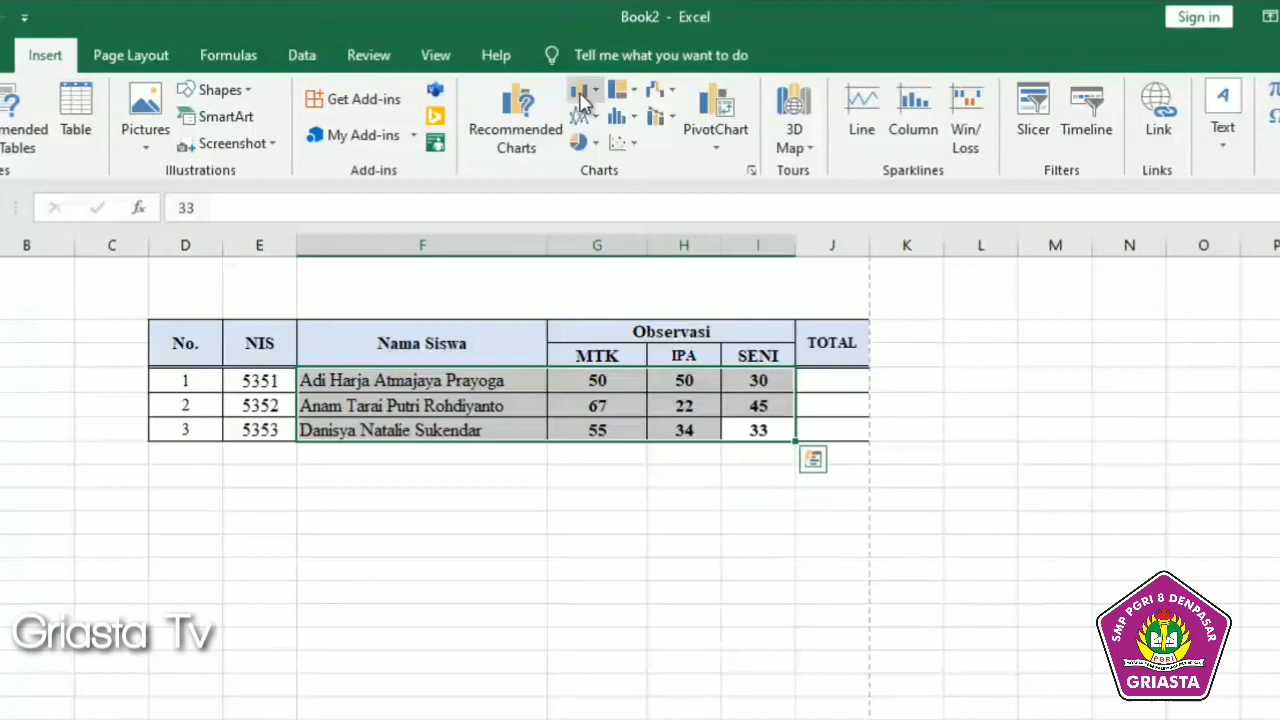 Book2 - Excel
Sign in
Insert Page Layout Formulas Data Review View Help Tell me what you want to do
Shapes
Get Add-ins
SmartArt
My Add-ins
Screenshot
mended Tables
Table
Pictures
Recommended Charts
PivotChart
3D Map
Line
Column
Win/ Loss
Slicer
Timeline
Link
Text
es
Illustrations
Add-ins
Charts
Tours
Sparklines
Filters
Links
fx 33
B C D E F G H I J K L M N O P
No. NIS Nama Siswa Observasi TOTAL
MTK IPA SENI
1 5351 Adi Harja Atmajaya Prayoga 50 50 30
2 5352 Anam Tarai Putri Rohdiyanto 67 22 45
3 5353 Danisya Natalie Sukendar 55 34 33
Griasta Tv
SMP PGRI 8 DENPASAR
PGRI
GRIASTA